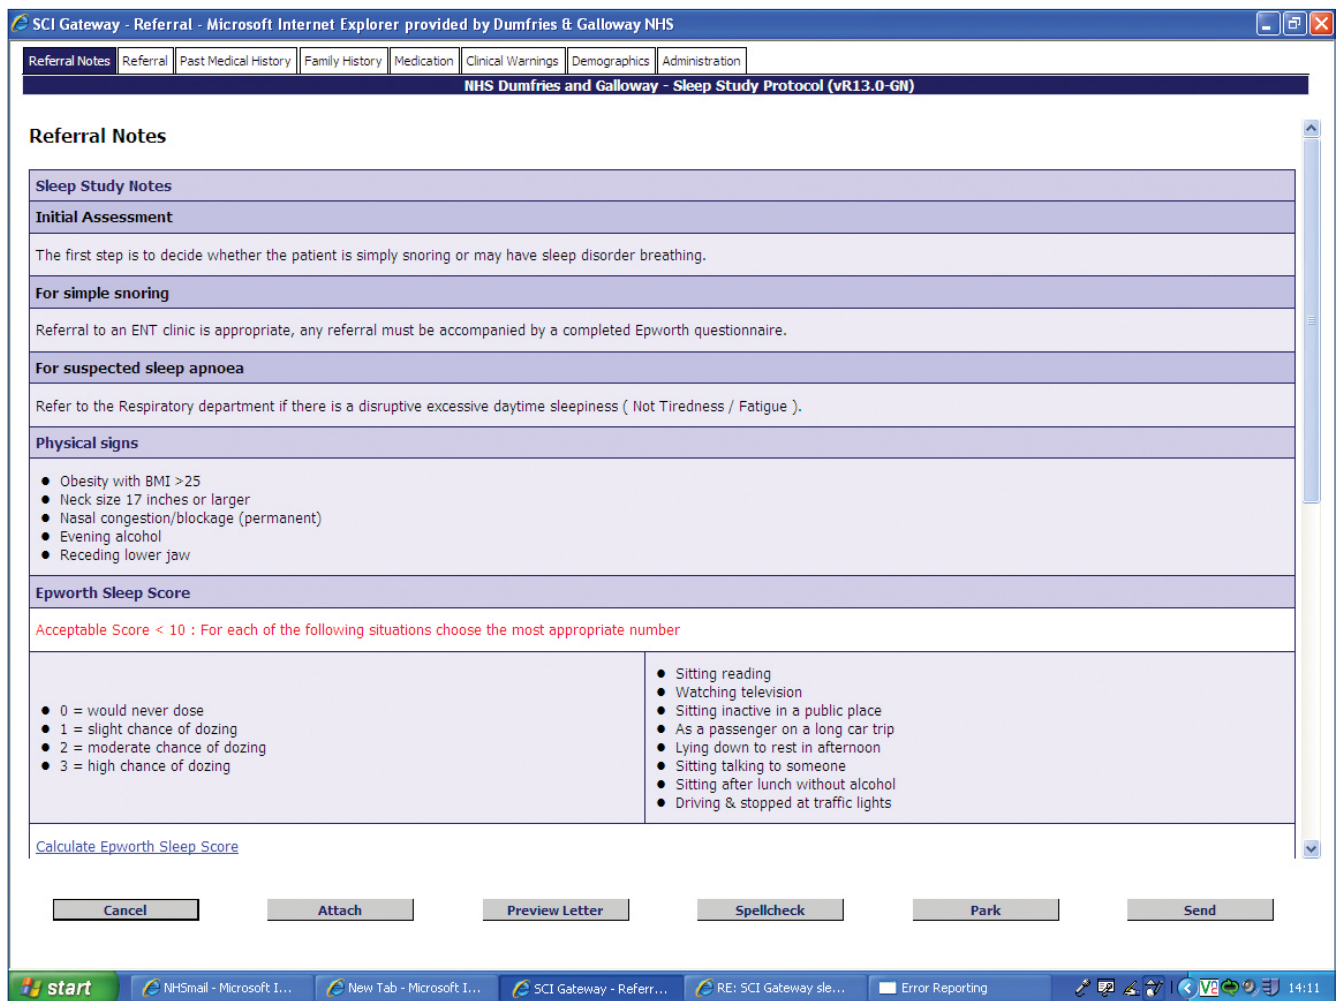 SCI Gateway - Referral - Microsoft Internet Explorer provided by Dumfries & Galloway NHS
Referral Notes Referral Past Medical History Family History Medication Clinical Warnings Demographics Administration
NHS Dumfries and Galloway - Sleep Study Protocol (vR13.0-GN)
Referral Notes
Sleep Study Notes
Initial Assessment
The first step is to decide whether the patient is simply snoring or may have sleep disorder breathing.
For simple snoring
Referral to an ENT clinic is appropriate, any referral must be accompanied by a completed Epworth questionnaire.
For suspected sleep apnoea
Refer to the Respiratory department if there is a disruptive excessive daytime sleepiness ( Not Tiredness / Fatigue ).
Physical signs
● Obesity with BMI >25
● Neck size 17 inches or larger
● Nasal congestion/blockage (permanent)
● Evening alcohol
● Receding lower jaw
Epworth Sleep Score
Acceptable Score < 10 : For each of the following situations choose the most appropriate number
● 0 = would never dose
● 1 = slight chance of dozing
● 2 = moderate chance of dozing
● 3 = high chance of dozing
● Sitting reading
● Watching television
● Sitting inactive in a public place
● As a passenger on a long car trip
● Lying down to rest in afternoon
● Sitting talking to someone
● Sitting after lunch without alcohol
● Driving & stopped at traffic lights
Calculate Epworth Sleep Score
Cancel Attach Preview Letter Spellcheck Park Send
start NHSmail - Microsoft I... New Tab - Microsoft I... SCI Gateway - Referr... RE: SCI Gateway sle... Error Reporting 14:11